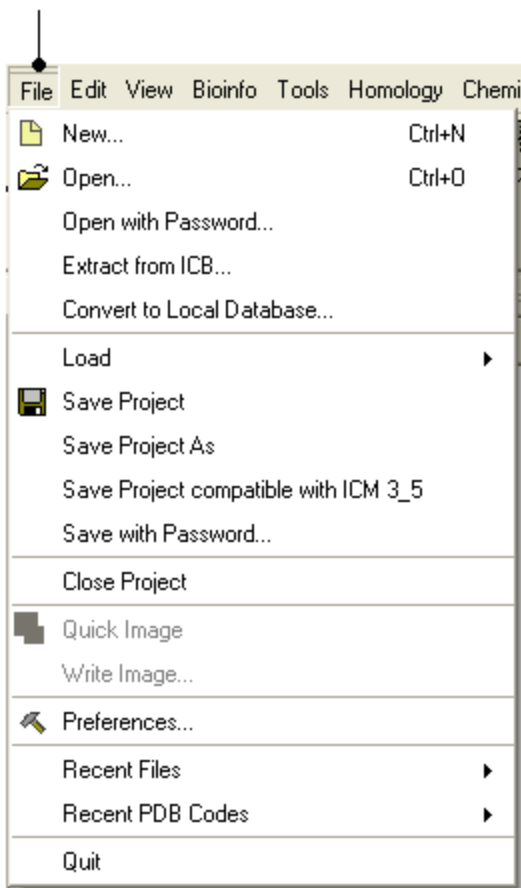 File Edit View Bioinfo Tools Homology Chemi
New... Ctrl+N
Open... Ctrl+O
Open with Password...
Extract from ICB...
Convert to Local Database...
Load
Save Project
Save Project As
Save Project compatible with ICM 3_5
Save with Password...
Close Project
Quick Image
Write Image...
Preferences...
Recent Files
Recent PDB Codes
Quit